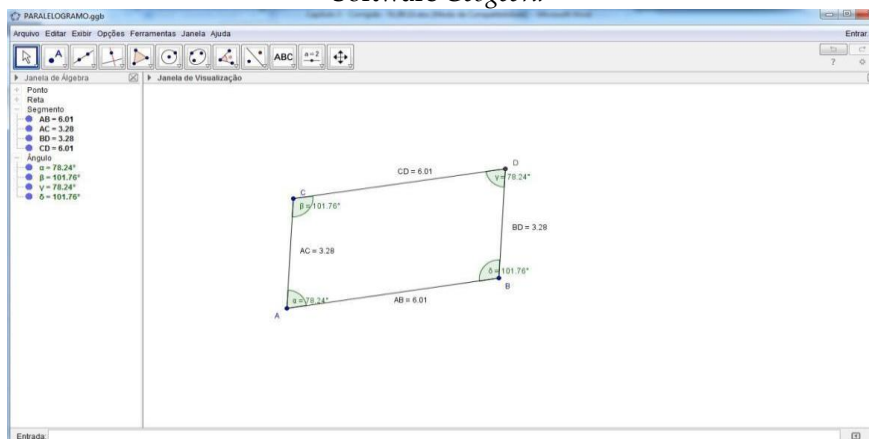 Software Geogebra
PARALELOGRAMO.ggb
Arquivo Editar Exibir Opções Ferramentas Janela Ajuda
Entrar
A
ABC
a=2
?
Janela de Álgebra
Janela de Visualização
Ponto
Reta
Segmento
AB = 6.01
AC = 3.28
BD = 3.28
CD = 6.01
Ângulo
α = 78.24°
β = 101.76°
γ = 78.24°
δ = 101.76°
D
CD = 6.01
γ = 78.24°
C
β = 101.76°
BD = 3.28
AC = 3.28
δ = 101.76°
B
α = 78.24°
AB = 6.01
A
Entrada: